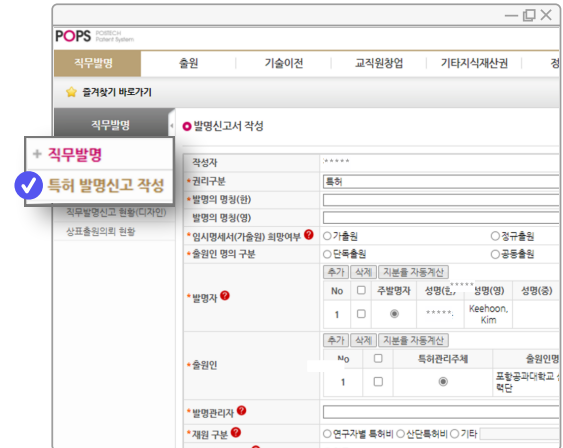 POPS POSTECH Patent System
직무발명 출원 기술이전 교직원창업 기타지식재산권
즐겨찾기 바로가기
직무발명
발명신고서 작성
+ 직무발명
특허 발명신고 작성
직무발명신고 현황(디자인)
상표출원의뢰 현황
작성자 *****
*권리구분 특허
*발명의 명칭(한)
발명의 명칭(영)
*임시명세서(가출원) 희망여부 ? 가출원 정규출원
*출원인 명의 구분 단독출원 공동출원
*발명자 ?
추가 삭제 지분율 자동계산
No 주발명자 성명(한) ***** 성명(영) 성명(중)
1 *****. Keehoon, Kim
*출원인
추가 삭제 지분율 자동계산
No 특허관리주체 출원인명
1 포항공과대학교 력단
*발명관리자 ?
*재원 구분 ? 연구자별 특허비 산단특허비 기타